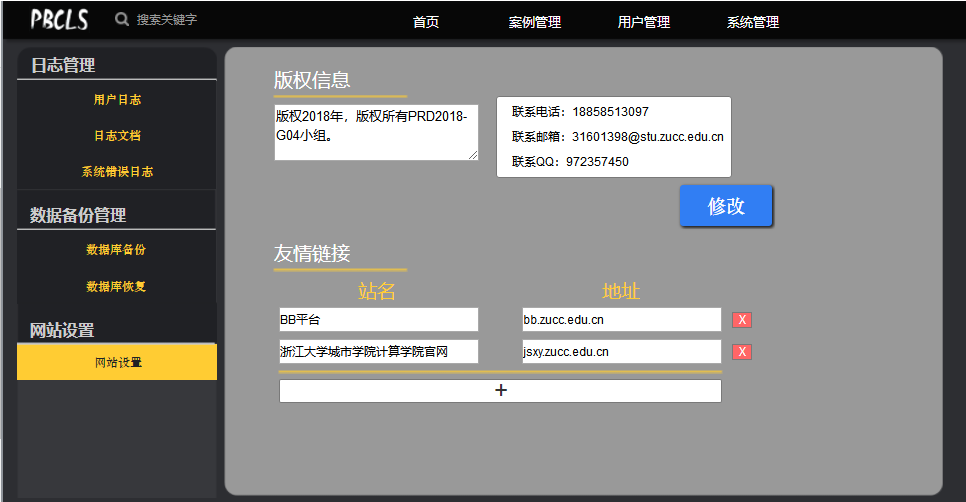 PBCLS 搜索关键字 首页 案例管理 用户管理 系统管理
日志管理
用户日志
日志文档
系统错误日志
数据备份管理
数据库备份
数据库恢复
网站设置
网站设置
版权信息
版权2018年，版权所有PRD2018-
G04小组。
联系电话：18858513097
联系邮箱：31601398@stu.zucc.edu.cn
联系QQ：972357450
修改
友情链接
站名 地址
BB平台 bb.zucc.edu.cn X
浙江大学城市学院计算学院官网 jsxy.zucc.edu.cn X
+